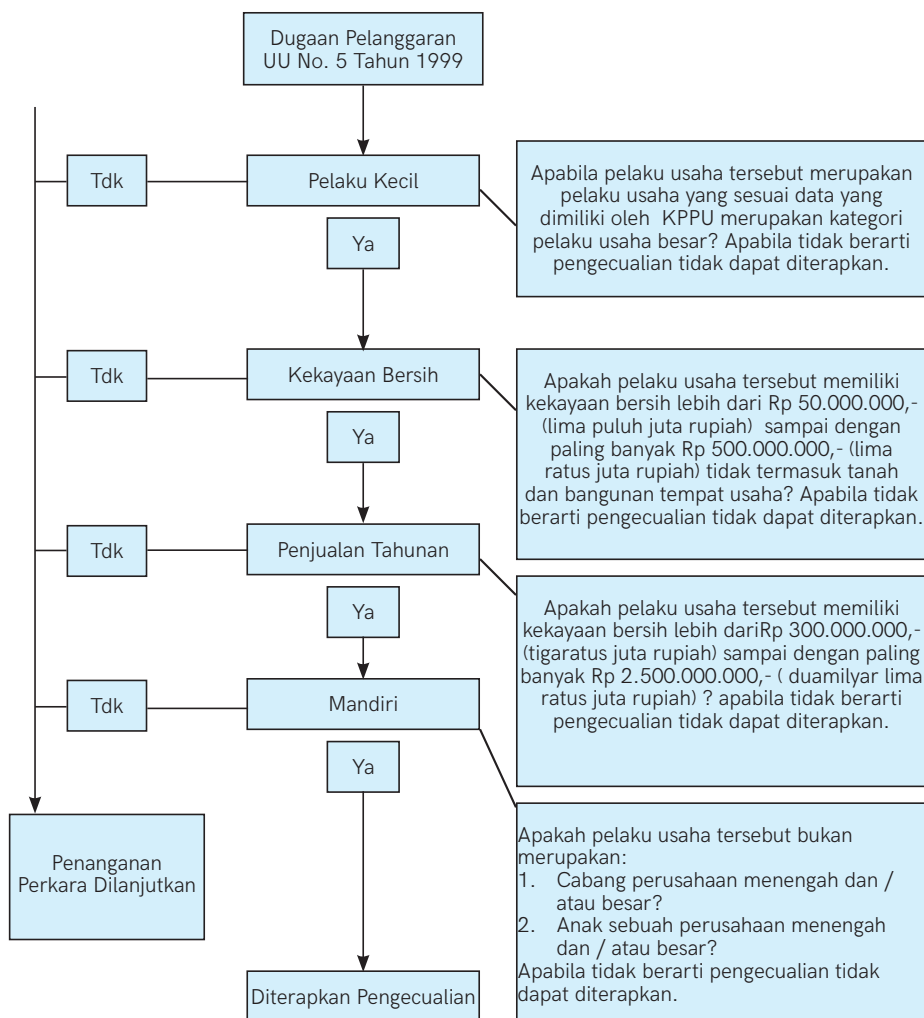 Dugaan Pelanggaran
UU No. 5 Tahun 1999
Tdk
Pelaku Kecil
Apabila pelaku usaha tersebut merupakan
pelaku usaha yang sesuai data yang
dimiliki oleh KPPU merupakan kategori
pelaku usaha besar? Apabila tidak berarti
pengecualian tidak dapat diterapkan.
Ya
Tdk
Kekayaan Bersih
Apakah pelaku usaha tersebut memiliki
kekayaan bersih lebih dari Rp 50.000.000,-
(lima puluh juta rupiah) sampai dengan
paling banyak Rp 500.000.000,- (lima
ratus juta rupiah) tidak termasuk tanah
dan bangunan tempat usaha? Apabila tidak
berarti pengecualian tidak dapat diterapkan.
Ya
Tdk
Penjualan Tahunan
Apakah pelaku usaha tersebut memiliki
kekayaan bersih lebih dariRp 300.000.000,-
(tigaratus juta rupiah) sampai dengan paling
banyak Rp 2.500.000.000,- ( duamilyar lima
ratus juta rupiah) ? apabila tidak berarti
pengecualian tidak dapat diterapkan.
Ya
Tdk
Mandiri
Ya
Apakah pelaku usaha tersebut bukan
merupakan:
1. Cabang perusahaan menengah dan /
atau besar?
2. Anak sebuah perusahaan menengah
dan / atau besar?
Apabila tidak berarti pengecualian tidak
dapat diterapkan.
Penanganan
Perkara Dilanjutkan
Diterapkan Pengecualian